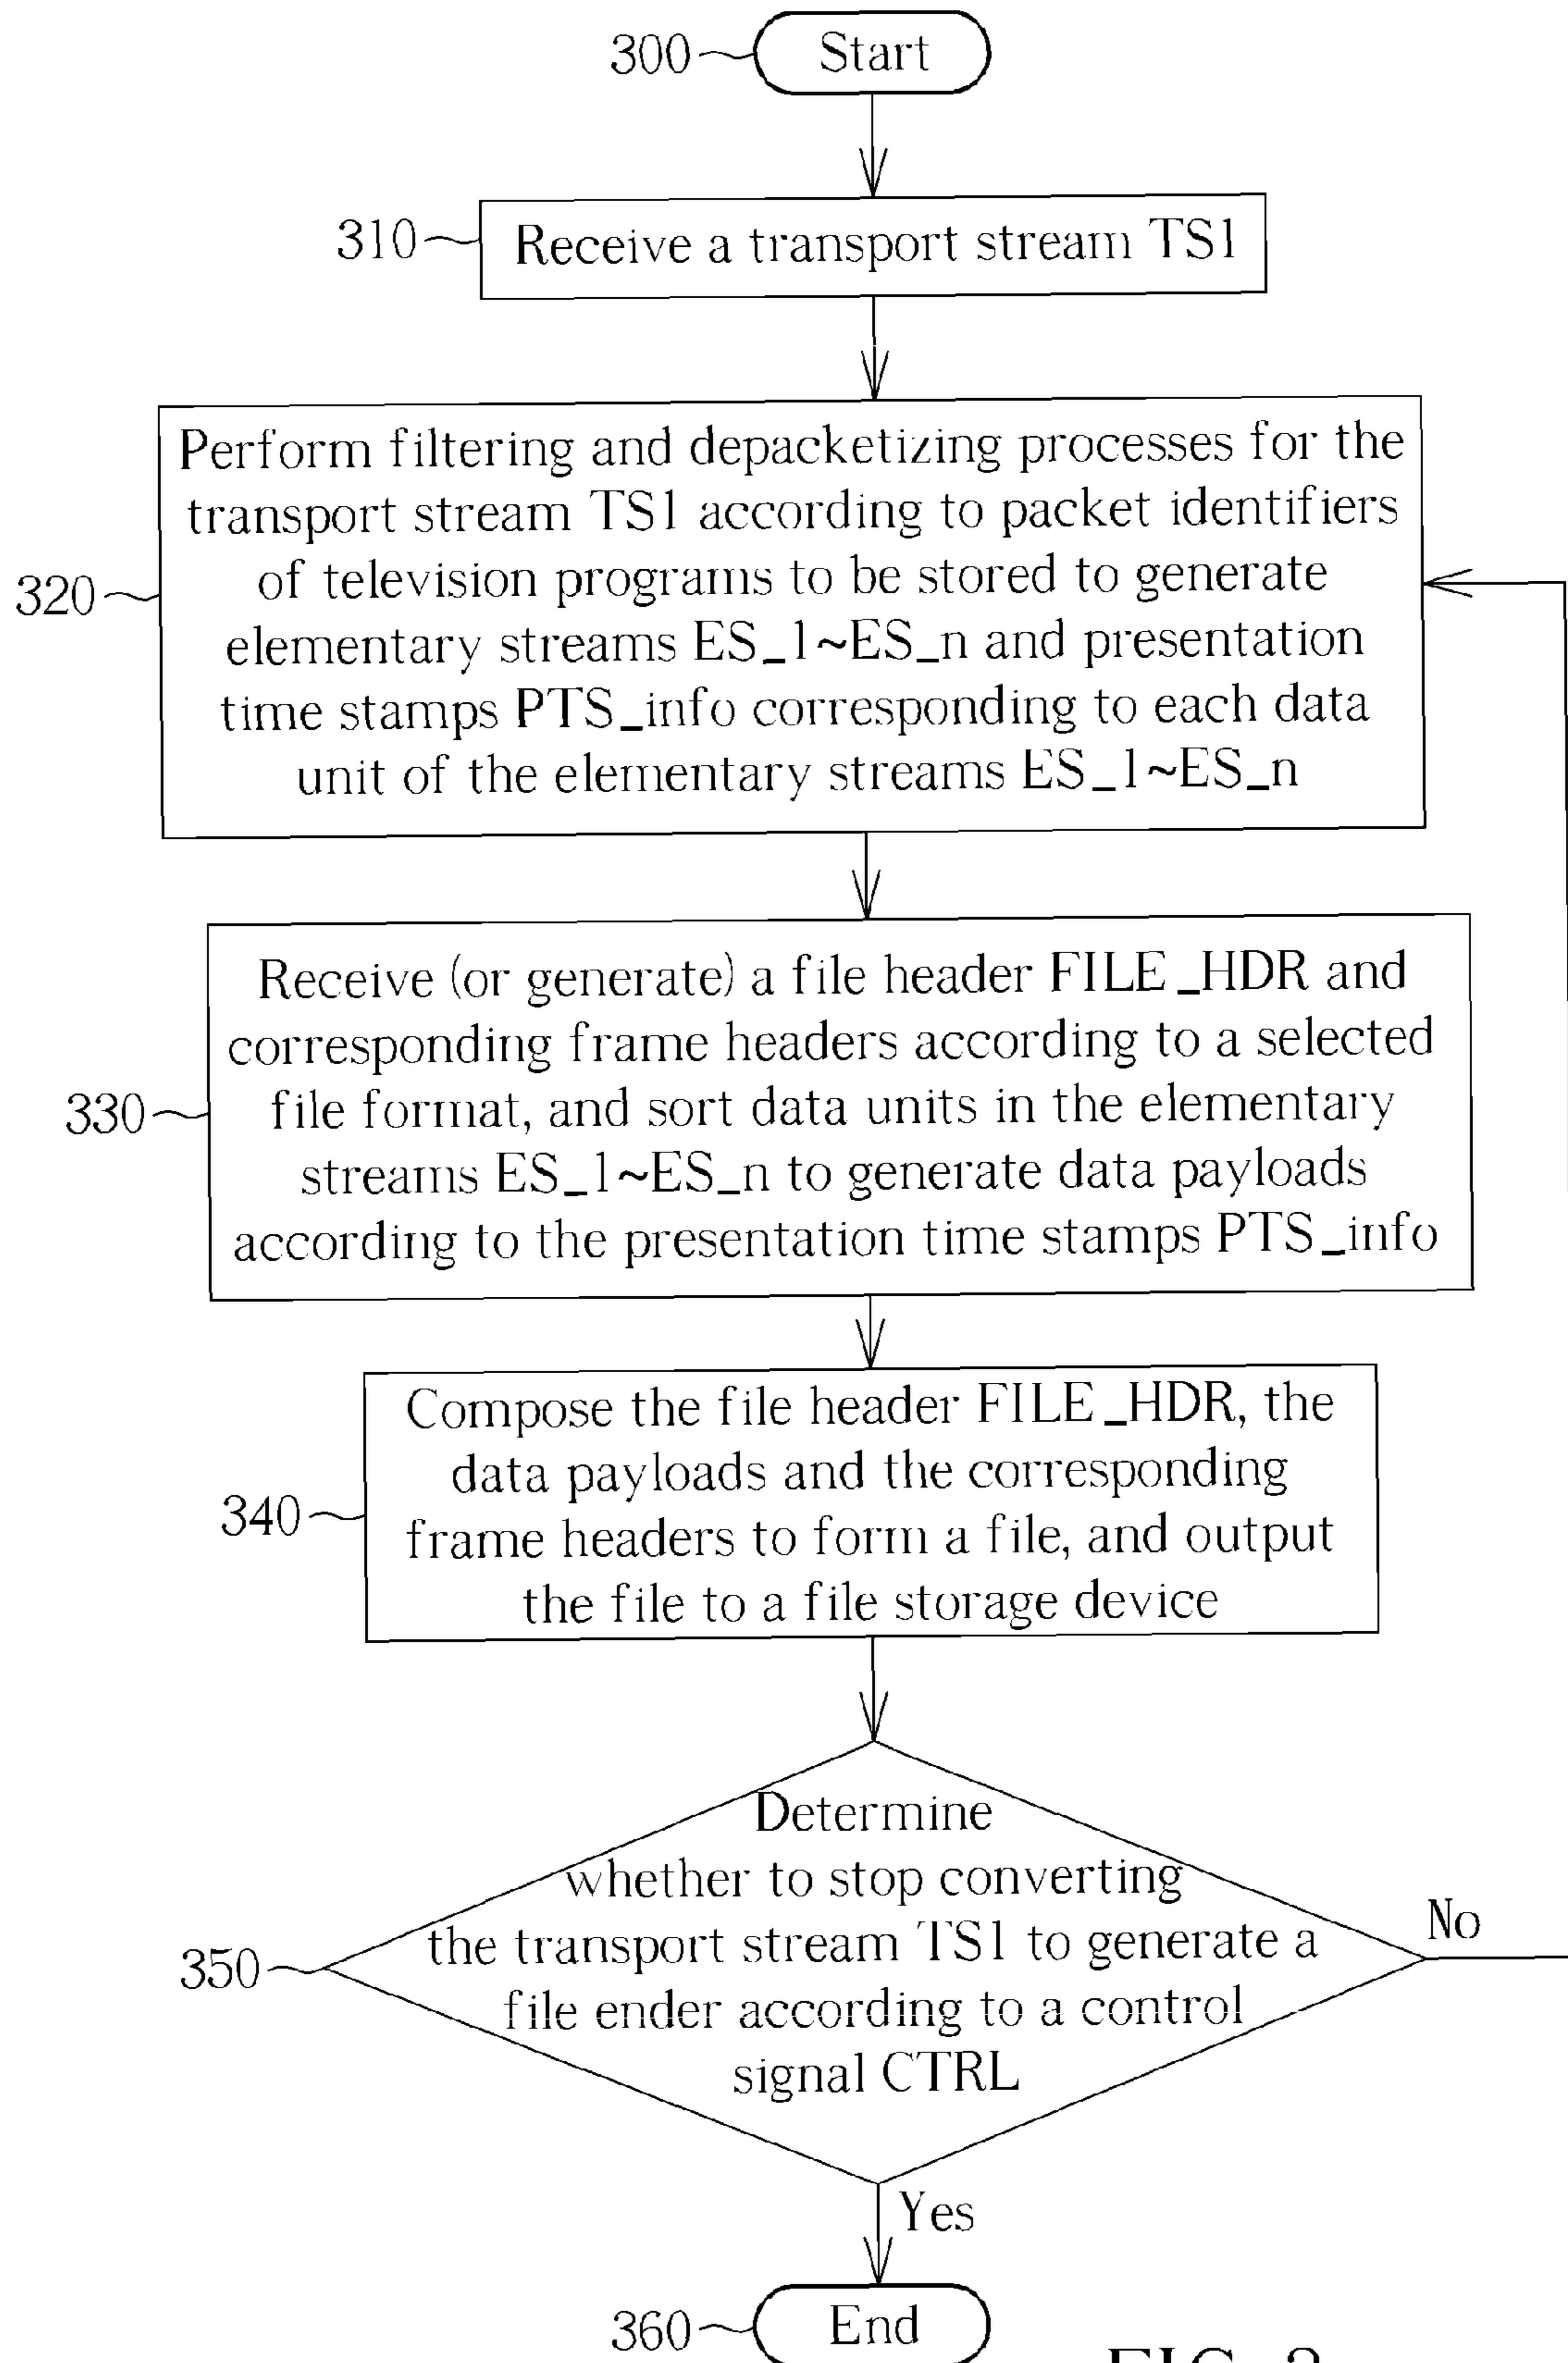 300
Start
310
Receive a transport stream TS1
Perform filtering and depacketizing processes for the
transport stream TS1 according to packet identifiers
of television programs to be stored to generate
elementary streams ES_1~ES_n and presentation
time stamps PTS_info corresponding to each data
unit of the elementary streams ES_1~ES_n
320
Receive (or generate) a file header FILE_HDR and
corresponding frame headers according to a selected
file format, and sort data units in the elementary
streams ES_1~ES_n to generate data payloads
according to the presentation time stamps PTS_info
330
Compose the file header FILE_HDR, the
data payloads and the corresponding
frame headers to form a file, and output
the file to a file storage device
340
Determine
whether to stop converting
the transport stream TS1 to generate a
file ender according to a control
signal CTRL
350
No
Yes
360
End